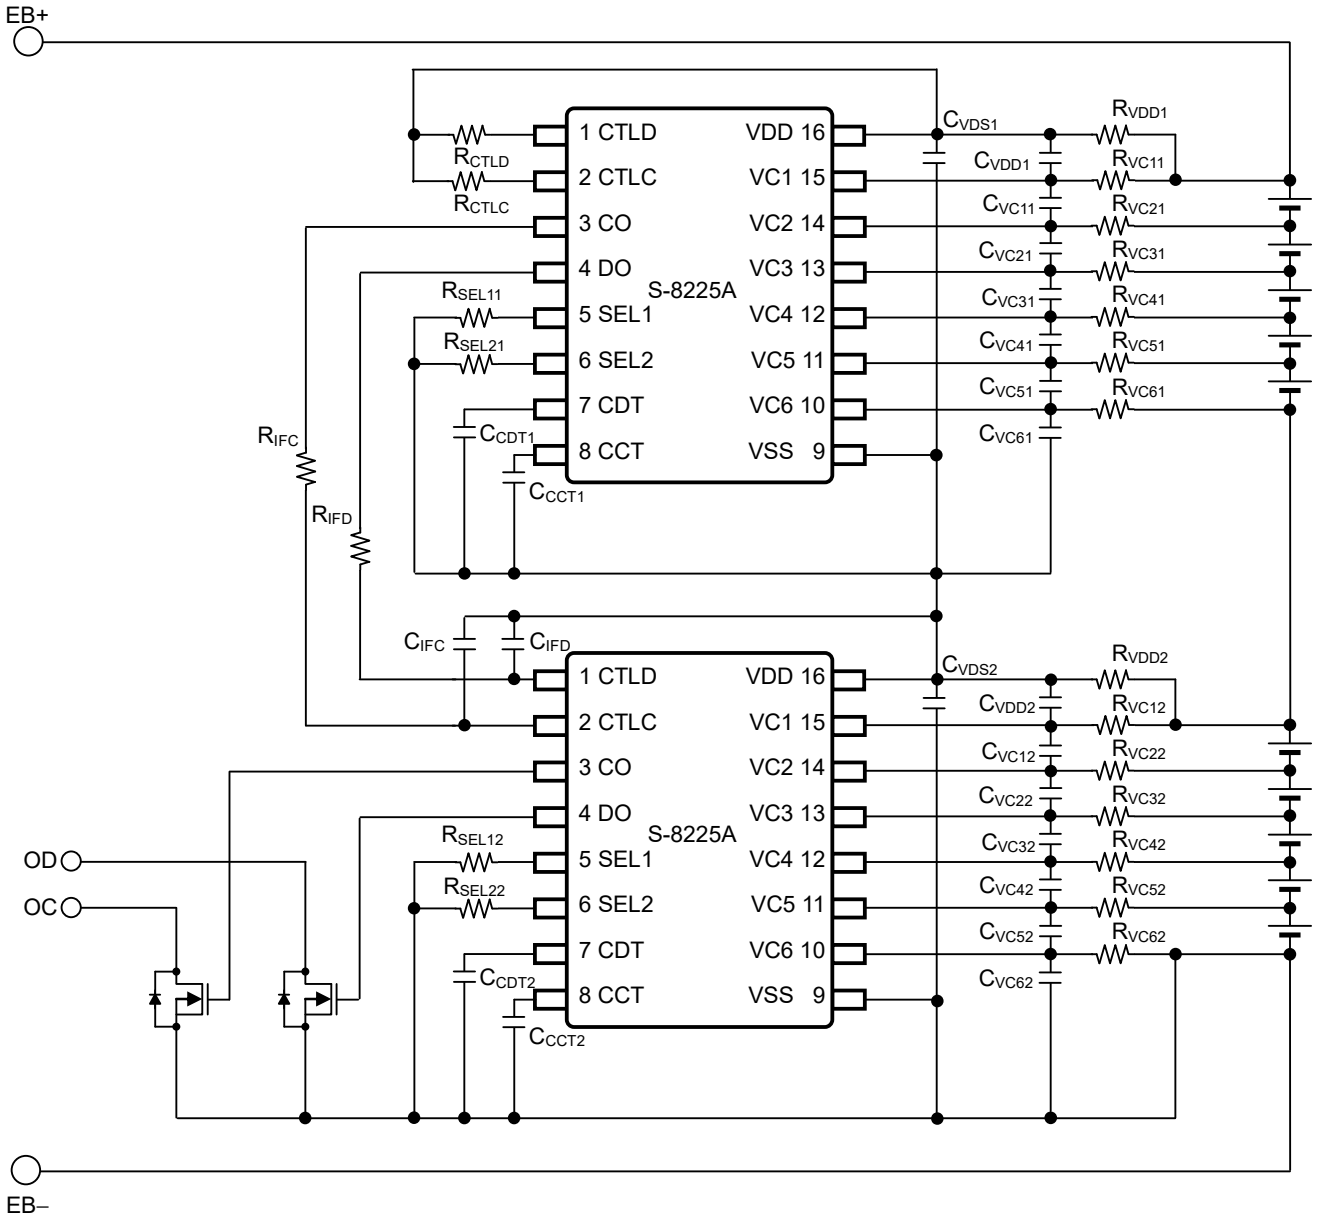 EB+
1 CTLD
2 CTLC
3 CO
4 DO
5 SEL1
6 SEL2
7 CDT
8 CCT
VDD 16
VC1 15
VC2 14
VC3 13
VC4 12
VC5 11
VC6 10
VSS 9
S-8225A
RCTLD
RCTLC
RSEL11
RSEL21
CCDT1
CCCT1
RIFC
RIFD
CVDS1
CVDD1
CVC11
CVC21
CVC31
CVC41
CVC51
CVC61
RVDD1
RVC11
RVC21
RVC31
RVC41
RVC51
RVC61
CIFC
CIFD
1 CTLD
2 CTLC
3 CO
4 DO
5 SEL1
6 SEL2
7 CDT
8 CCT
VDD 16
VC1 15
VC2 14
VC3 13
VC4 12
VC5 11
VC6 10
VSS 9
S-8225A
RSEL12
RSEL22
CCDT2
CCCT2
CVDS2
CVDD2
CVC12
CVC22
CVC32
CVC42
CVC52
CVC62
RVDD2
RVC12
RVC22
RVC32
RVC42
RVC52
RVC62
OD
OC
EB−